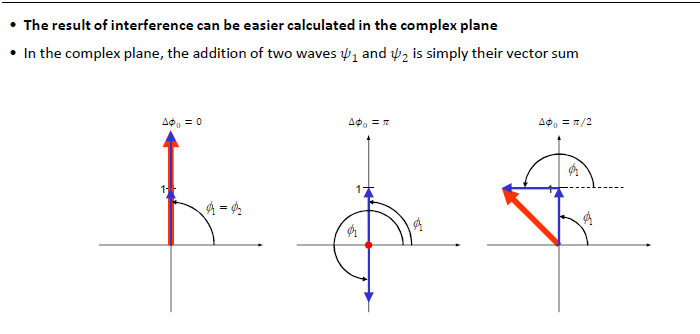 • The result of interference can be easier calculated in the complex plane
• In the complex plane, the addition of two waves ψ₁ and ψ₂ is simply their vector sum
Δϕ₀ = 0
Δϕ₀ = π
Δϕ₀ = π/2
1
ϕ₁ = ϕ₂
1
ϕ₁
ϕ₁
1
ϕ₁
ϕ₁